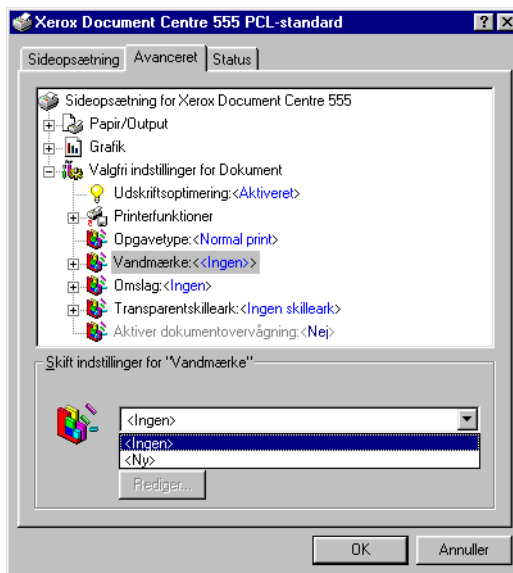 Xerox Document Centre 555 PCL-standard
Sideopsætning Avanceret Status
Sideopsætning for Xerox Document Centre 555
Papir/Output
Grafik
Valgfri indstillinger for Dokument
Udskriftsoptimering:<Aktiveret>
Printerfunktioner
Opgavetype:<Normal print>
Vandmærke:<<Ingen>>
Omslag:<Ingen>
Transparentskilleark:<Ingen skilleark>
Aktiver dokumentovervågning:<Nej>
Skift indstillinger for "Vandmærke"
<Ingen>
<Ingen>
<Ny>
Rediger...
OK Annuller